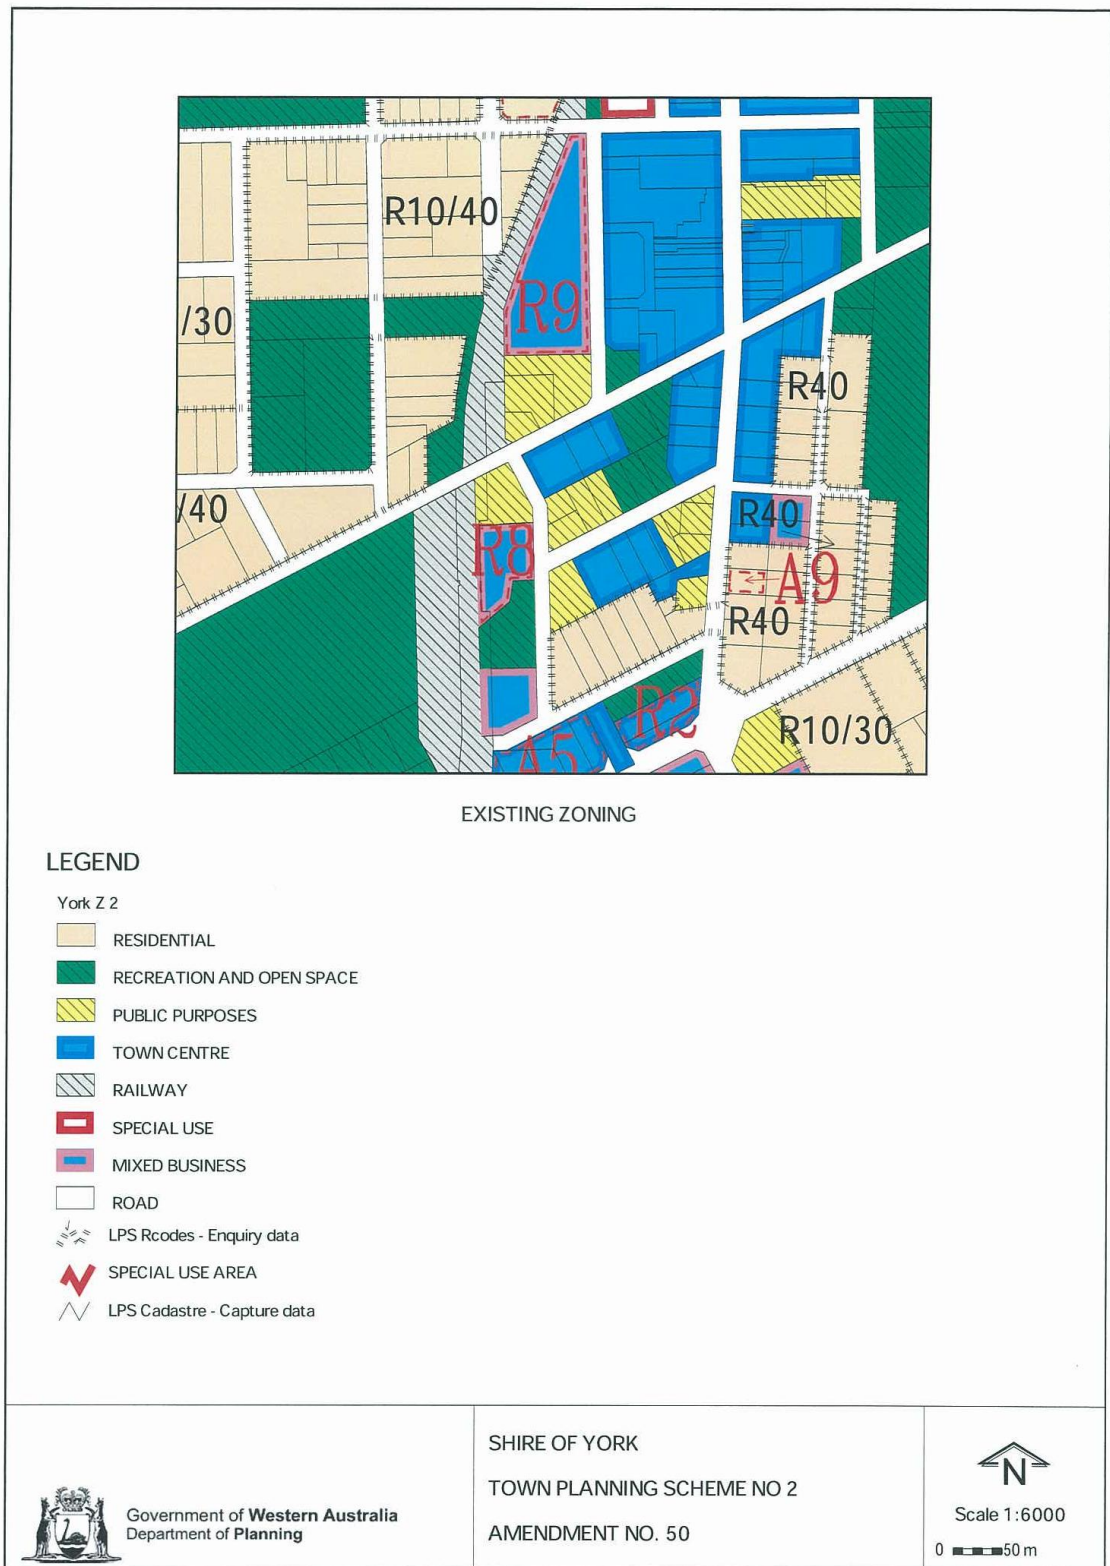 R10/40
R9
/30
R40
/40
R40
R8
A9
R40
R2
R10/30
A5
EXISTING ZONING
LEGEND
York Z 2
RESIDENTIAL
RECREATION AND OPEN SPACE
PUBLIC PURPOSES
TOWN CENTRE
RAILWAY
SPECIAL USE
MIXED BUSINESS
ROAD
LPS Rcodes - Enquiry data
SPECIAL USE AREA
LPS Cadastre - Capture data
Government of Western Australia
Department of Planning
SHIRE OF YORK
TOWN PLANNING SCHEME NO 2
AMENDMENT NO. 50
N
Scale 1:6000
0 50 m